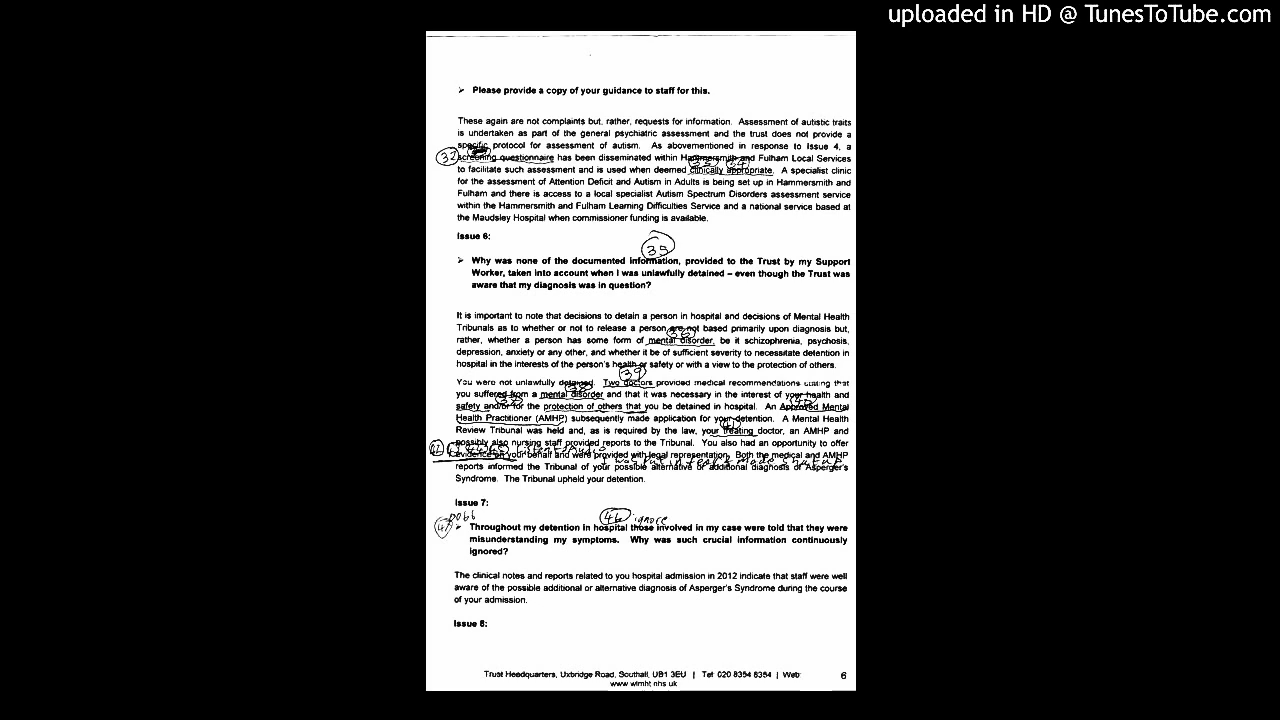 uploaded in HD @ TunesToTube.com
➢ Please provide a copy of your guidance to staff for this.
These again are not complaints but, rather, requests for information. Assessment of autistic traits
is undertaken as part of the general psychiatric assessment and the trust does not provide a
specific protocol for assessment of autism. As abovementioned in response to Issue 4, a
screening questionnaire has been disseminated within Hammersmith and Fulham Local Services
33 34
to facilitate such assessment and is used when deemed clinically appropriate. A specialist clinic
for the assessment of Attention Deficit and Autism in Adults is being set up in Hammersmith and
Fulham and there is access to a local specialist Autism Spectrum Disorders assessment service
within the Hammersmith and Fulham Learning Difficulties Service and a national service based at
the Maudsley Hospital when commissioner funding is available.
Issue 6:
35
➢ Why was none of the documented information, provided to the Trust by my Support
Worker, taken into account when I was unlawfully detained – even though the Trust was
aware that my diagnosis was in question?
It is important to note that decisions to detain a person in hospital and decisions of Mental Health
Tribunals as to whether or not to release a person are not based primarily upon diagnosis but,
36
rather, whether a person has some form of mental disorder, be it schizophrenia, psychosis,
depression, anxiety or any other, and whether it be of sufficient severity to necessitate detention in
hospital in the interests of the person's health or safety or with a view to the protection of others.
39
You were not unlawfully detained. Two doctors provided medical recommendations stating that
38
you suffered from a mental disorder and that it was necessary in the interest of your health and
37 40
safety and/or for the protection of others that you be detained in hospital. An Approved Mental
Health Practitioner (AMHP) subsequently made application for your detention. A Mental Health
41
Review Tribunal was held and, as is required by the law, your treating doctor, an AMHP and
possibly also nursing staff provided reports to the Tribunal. You also had an opportunity to offer
42 43 44 45
evidence on your behalf and were provided with legal representation. Both the medical and AMHP
I was put in & made shut up
reports informed the Tribunal of your possible alternative or additional diagnosis of Asperger's
Syndrome. The Tribunal upheld your detention.
Issue 7:
46 ignore
47
➢ Throughout my detention in hospital those involved in my case were told that they were
misunderstanding my symptoms. Why was such crucial information continuously
ignored?
The clinical notes and reports related to you hospital admission in 2012 indicate that staff were well
aware of the possible additional or alternative diagnosis of Asperger's Syndrome during the course
of your admission.
Issue 8:
Trust Headquarters, Uxbridge Road, Southall, UB1 3EU | Tel 020 8354 8354 | Web
www wlmht nhs uk
6